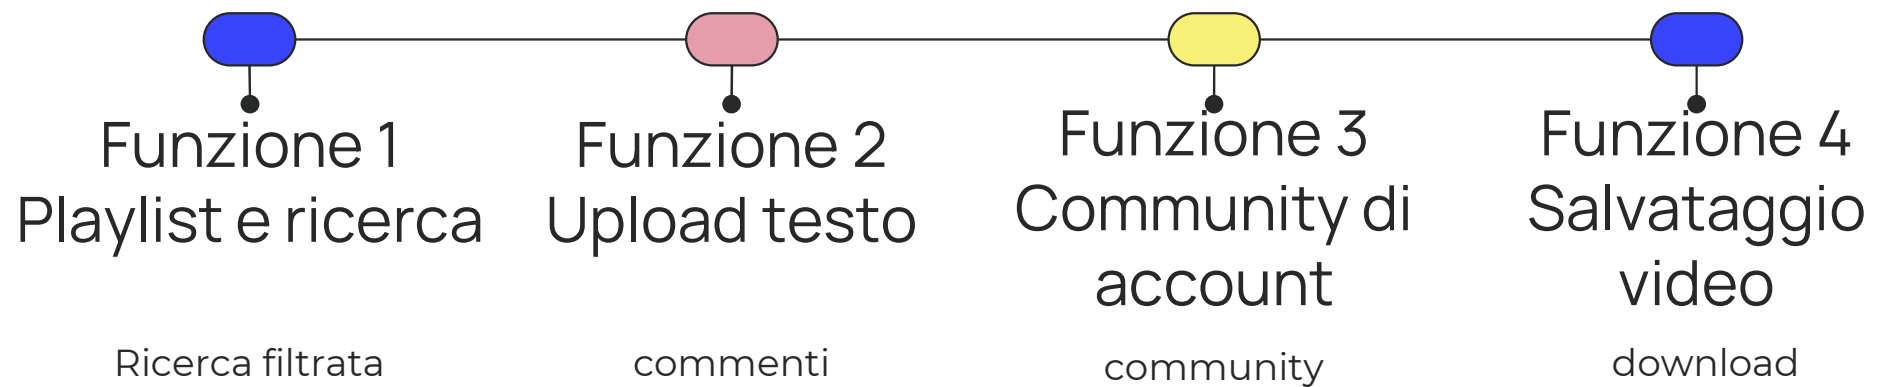 Funzione 1
Playlist e ricerca
Ricerca filtrata
Funzione 2
Upload testo
commenti
Funzione 3
Community di
account
community
Funzione 4
Salvataggio
video
download